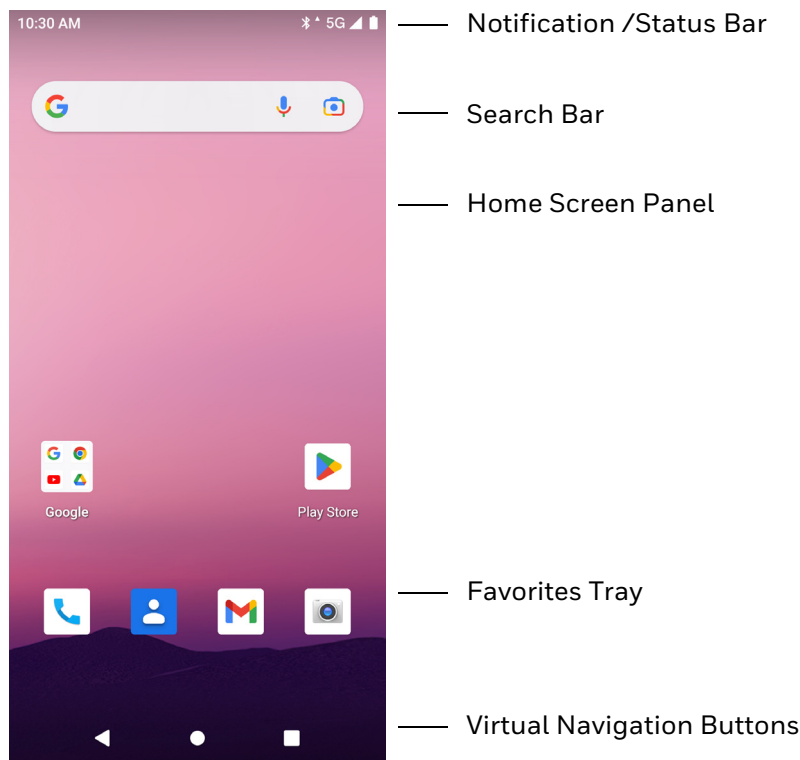 10:30 AM 5G
Notification /Status Bar
G
Search Bar
Home Screen Panel
G
Google
Play Store
Favorites Tray
Virtual Navigation Buttons